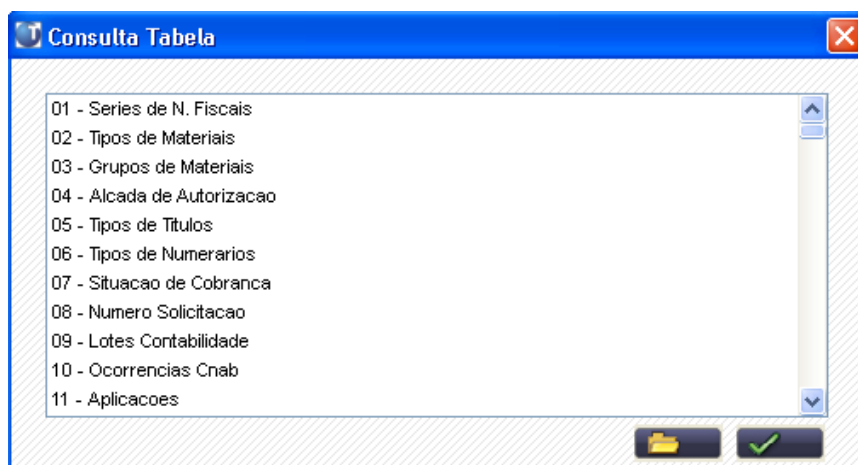 Consulta Tabela
01 - Series de N. Fiscais
02 - Tipos de Materiais
03 - Grupos de Materiais
04 - Alcada de Autorizacao
05 - Tipos de Titulos
06 - Tipos de Numerarios
07 - Situacao de Cobranca
08 - Numero Solicitacao
09 - Lotes Contabilidade
10 - Ocorrencias Cnab
11 - Aplicacoes